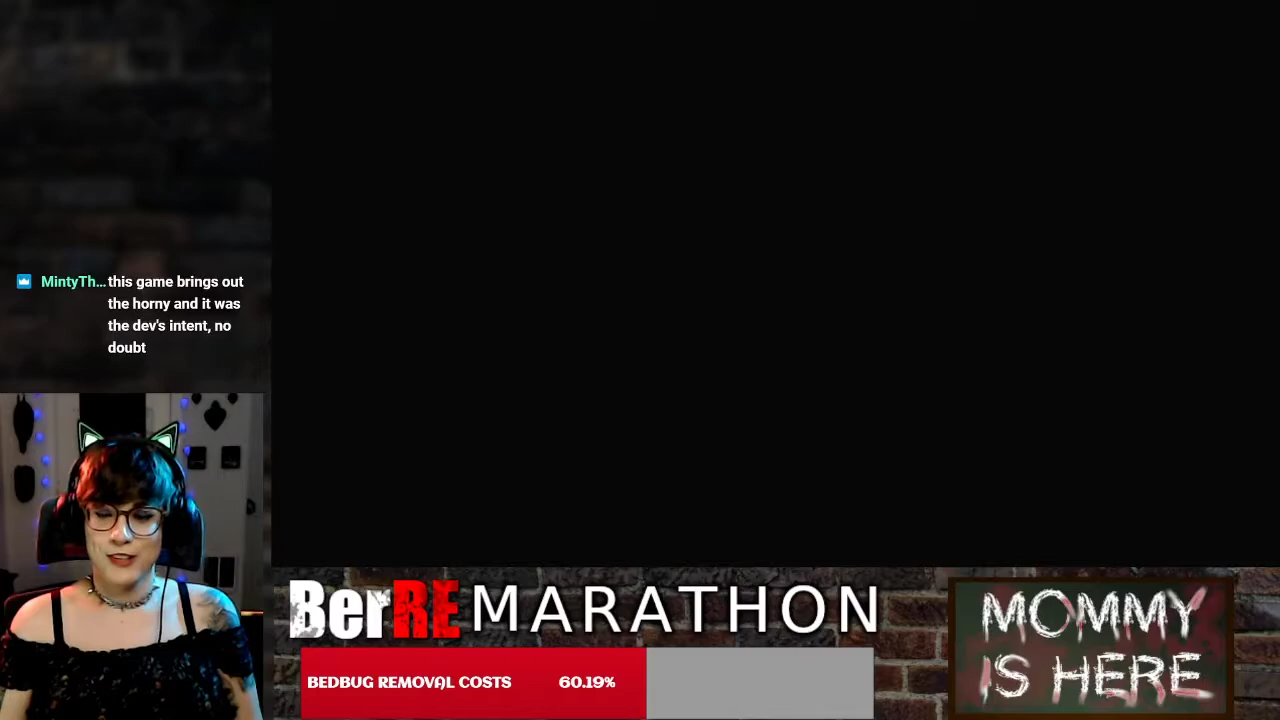 MintyTh... this game brings out
the horny and it was
the dev's intent, no
doubt
BerRE MARATHON
BEDBUG REMOVAL COSTS 60.19%
MOMMY
IS HERE